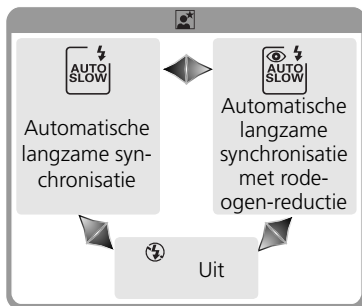 AUTO
SLOW
Automatische
langzame syn-
chronisatie
AUTO
SLOW
Automatische
langzame
synchronisatie
met rode-
ogen-reductie
Uit